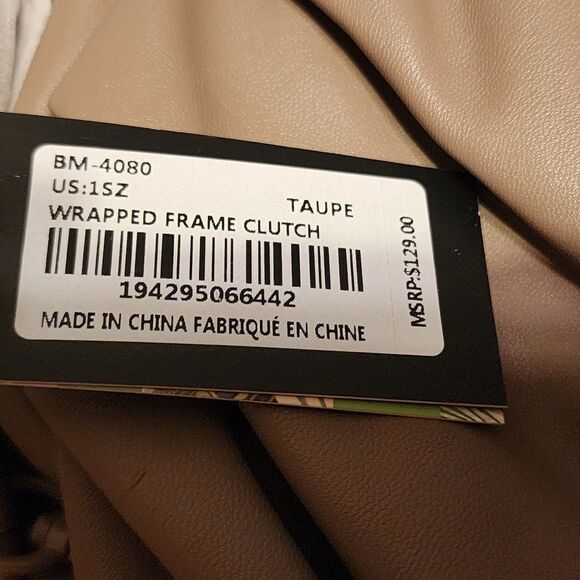 BM-4080
US:1SZ
TAUPE
WRAPPED FRAME CLUTCH
194295066442
MADE IN CHINA FABRIQUÉ EN CHINE
MSRP:$129.00